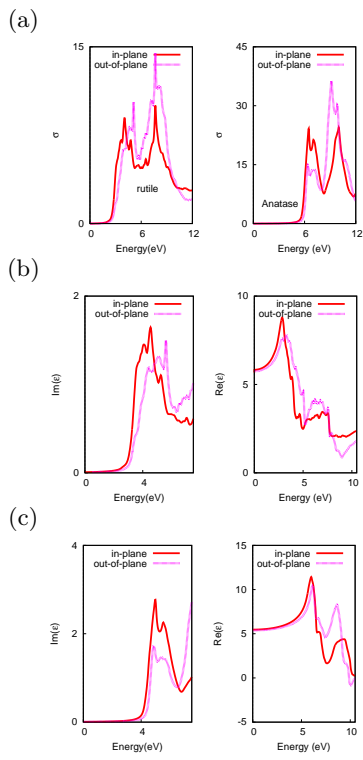 (a)
in-plane
out-of-plane
15
0
σ
rutile
0 6 12
Energy(eV)
in-plane
out-of-plane
45
30
15
0
σ
Anatase
0 6 12
Energy(eV)
(b)
in-plane
out-of-plane
2
0
Im(ε)
0 4
Energy(eV)
in-plane
out-of-plane
10
5
0
Re(ε)
0 5 10
Energy(eV)
(c)
in-plane
out-of-plane
4
2
0
Im(ε)
0 4
Energy (eV)
in-plane
out-of-plane
15
10
5
0
-5
Re(ε)
0 5 10
Energy (eV)